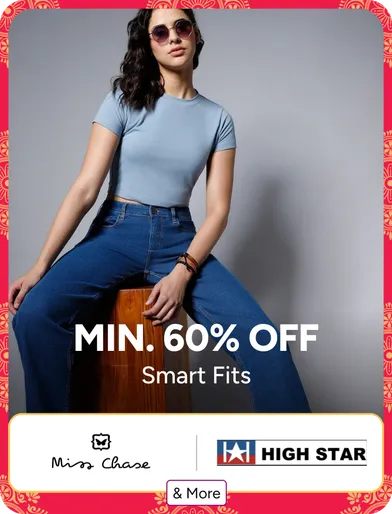 MIN. 60% OFF
Smart Fits
Miss Chase
HIGH STAR
& More